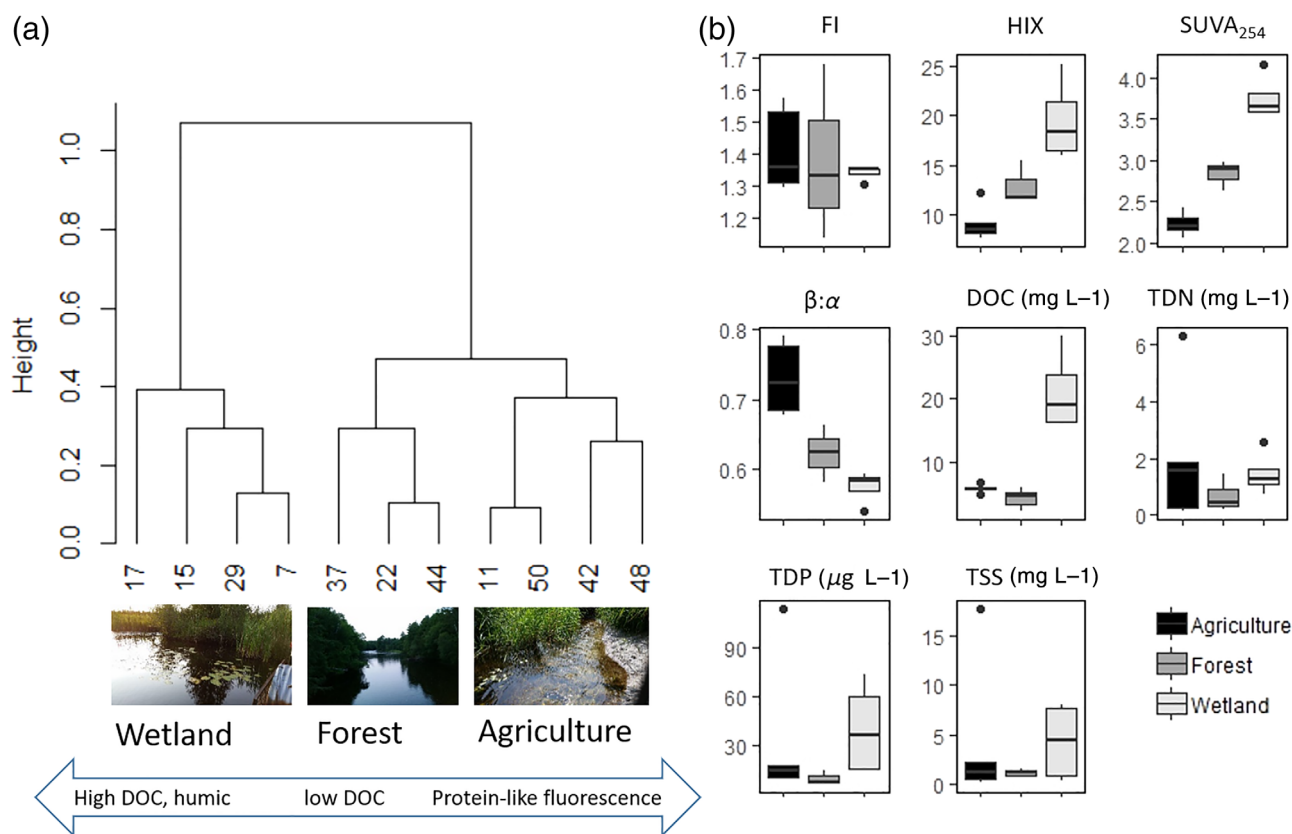 (a)
Height
1.0
0.8
0.6
0.4
0.2
0.0
17 15 29 7 37 22 44 11 50 42 48
Wetland Forest Agriculture
High DOC, humic low DOC Protein-like fluorescence
(b)
FI
1.7
1.6
1.5
1.4
1.3
1.2
HIX
25
20
15
10
SUVA254
4.0
3.5
3.0
2.5
2.0
β:α
0.8
0.7
0.6
DOC (mg L–1)
30
20
10
TDN (mg L–1)
6
4
2
0
TDP (μg L–1)
90
60
30
TSS (mg L–1)
15
10
5
0
Agriculture
Forest
Wetland